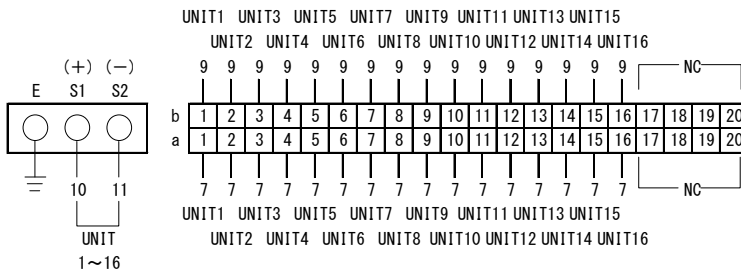 UNIT1 UNIT3 UNIT5 UNIT7 UNIT9 UNIT11 UNIT13 UNIT15
UNIT2 UNIT4 UNIT6 UNIT8 UNIT10 UNIT12 UNIT14 UNIT16
9 9 9 9 9 9 9 9 9 9 9 9 9 9 9 9 NC
(+) (−)
E S1 S2
b 1 2 3 4 5 6 7 8 9 10 11 12 13 14 15 16 17 18 19 20
a 1 2 3 4 5 6 7 8 9 10 11 12 13 14 15 16 17 18 19 20
10 11
7 7 7 7 7 7 7 7 7 7 7 7 7 7 7 7 NC
UNIT1 UNIT3 UNIT5 UNIT7 UNIT9 UNIT11 UNIT13 UNIT15
UNIT2 UNIT4 UNIT6 UNIT8 UNIT10 UNIT12 UNIT14 UNIT16
UNIT
1〜16